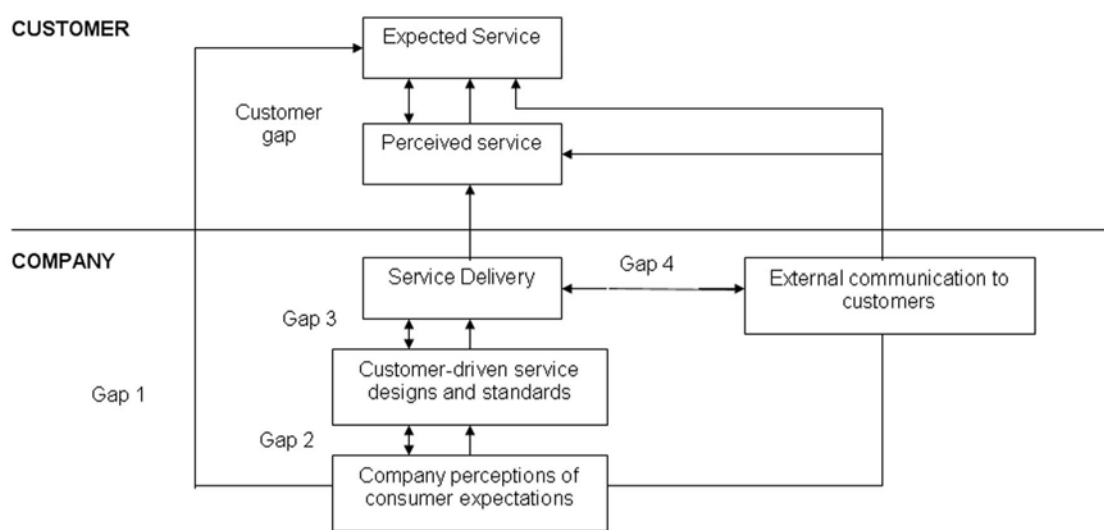 CUSTOMER
Expected Service
Customer
gap
Perceived service
COMPANY
Service Delivery
Gap 4
External communication to
customers
Gap 3
Customer-driven service
designs and standards
Gap 1
Gap 2
Company perceptions of
consumer expectations